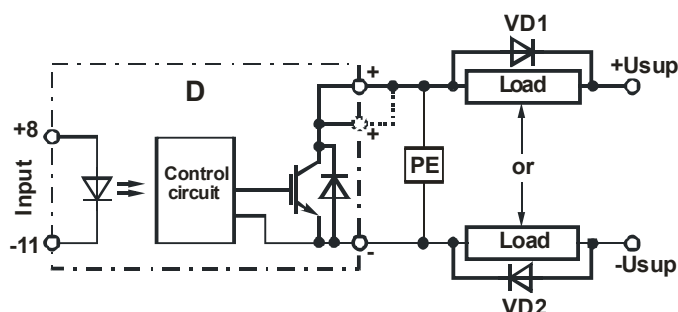 VD1
+Usup
Load
D
+
+
+8
Input
Control
circuit
PE
or
-11
-
Load
-Usup
VD2